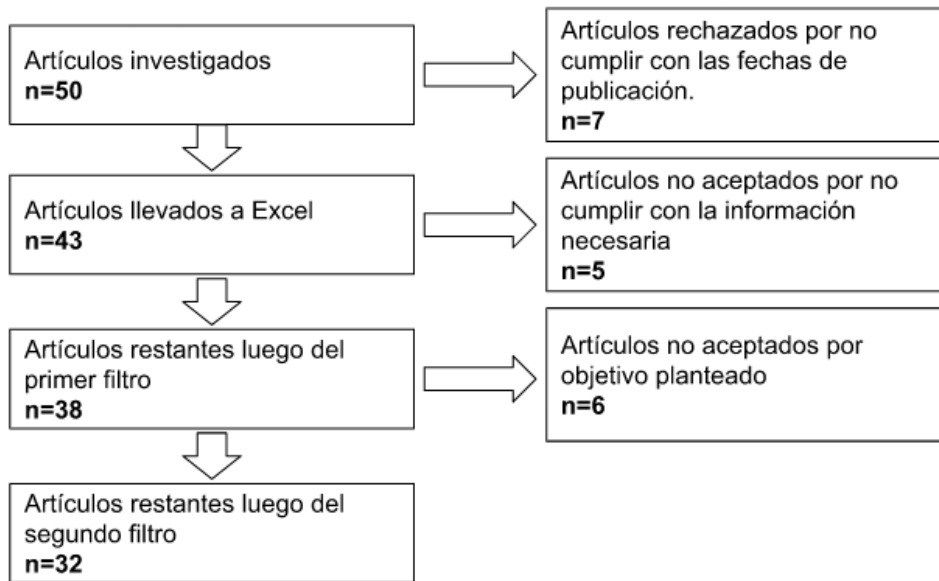 Artículos investigados
n=50
Artículos rechazados por no
cumplir con las fechas de
publicación.
n=7
Artículos llevados a Excel
n=43
Artículos no aceptados por no
cumplir con la información
necesaria
n=5
Artículos restantes luego del
primer filtro
n=38
Artículos no aceptados por
objetivo planteado
n=6
Artículos restantes luego del
segundo filtro
n=32